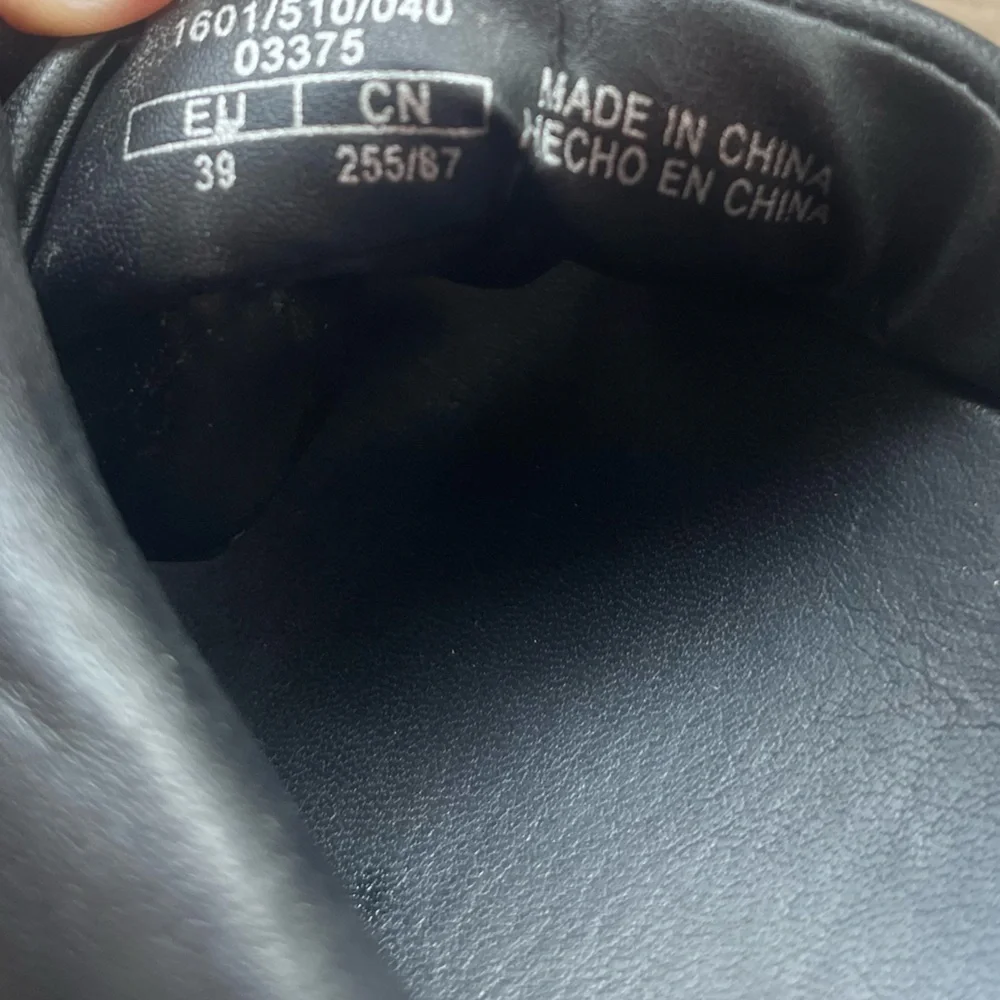 1601/510/040
03375
EU CN
39 255/87
MADE IN CHINA
HECHO EN CHINA